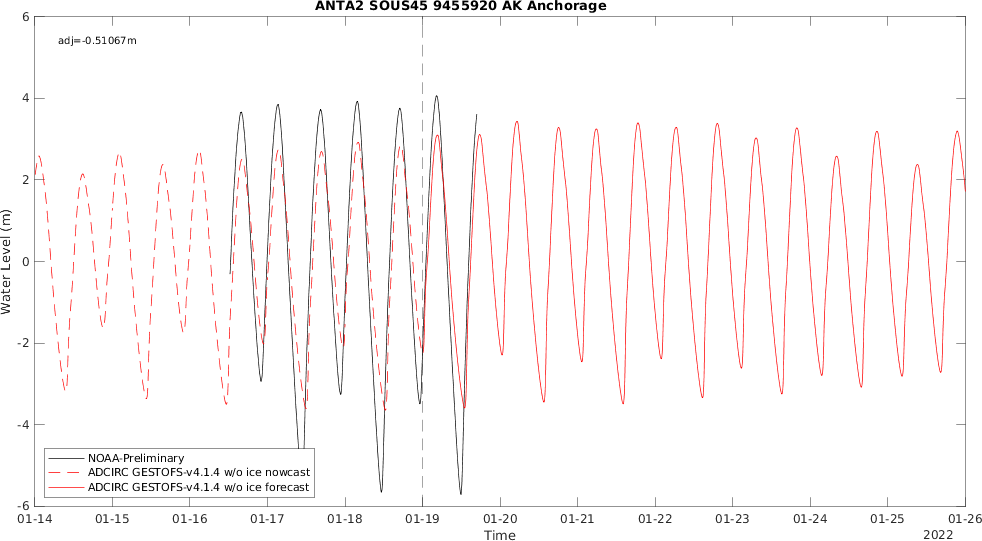 ANTA2 SOUS45 9455920 AK Anchorage
6
adj=-0.51067m
4
2
0
-2
-4
-6
Water Level (m)
NOAA-Preliminary
ADCIRC GESTOFS-v4.1.4 w/o ice nowcast
ADCIRC GESTOFS-v4.1.4 w/o ice forecast
01-14 01-15 01-16 01-17 01-18 01-19 01-20 01-21 01-22 01-23 01-24 01-25 01-26
Time
2022